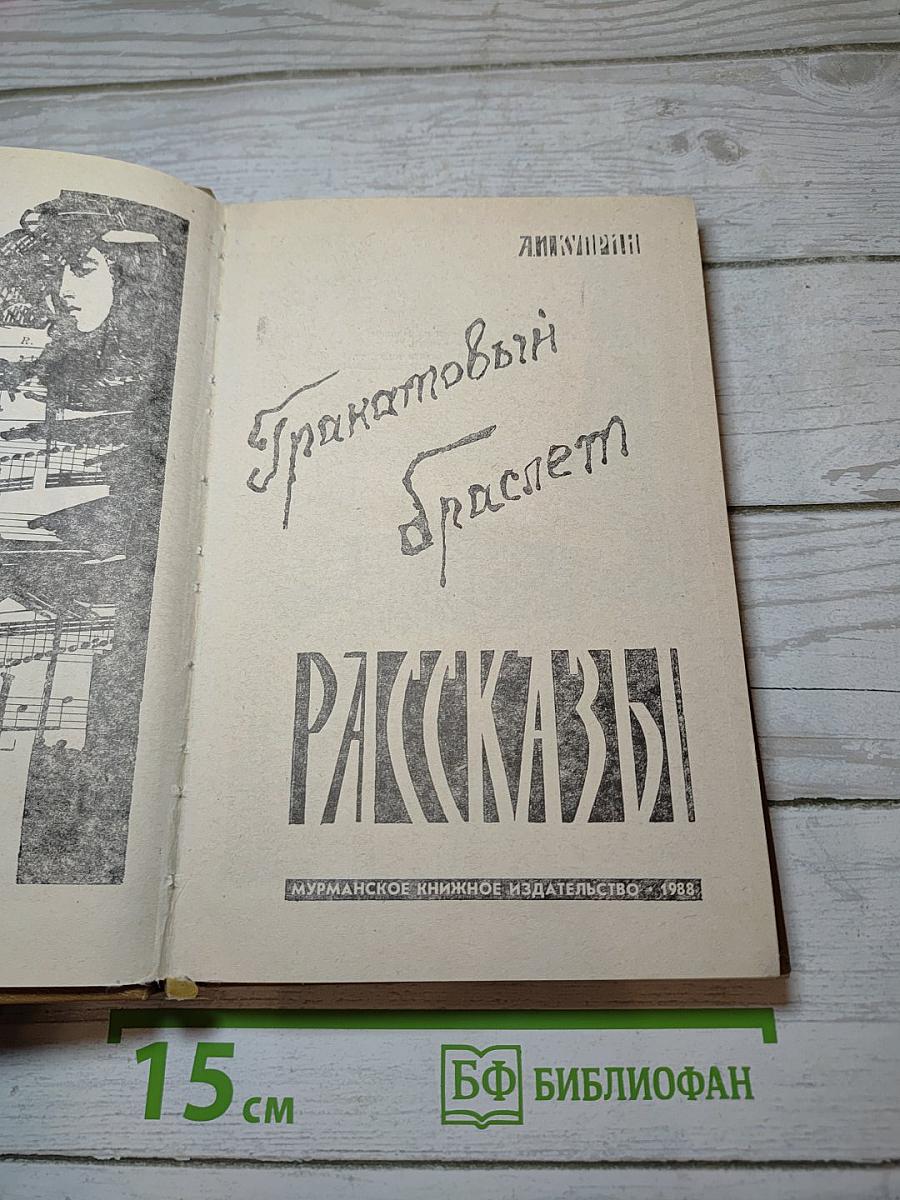 А.И.КУПРИН
Гранатовый
браслет
РАССКАЗЫ
МУРМАНСКОЕ КНИЖНОЕ ИЗДАТЕЛЬСТВО • 1988
R.
15 см
БФ БИБЛИОФАН